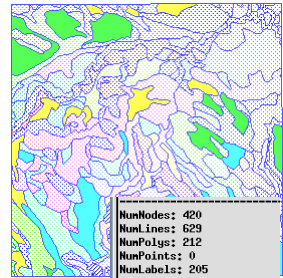 NumNodes: 420
NumLines: 629
NumPolys: 212
NumPoints: 0
NumLabels: 205